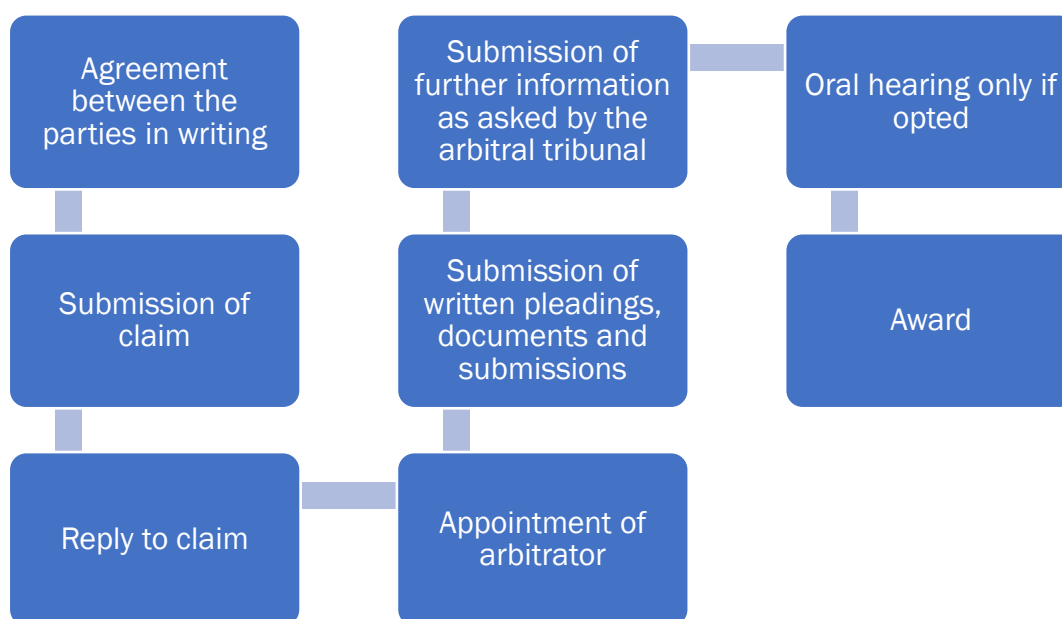 Agreement
between the
parties in writing
Submission of
claim
Reply to claim
Appointment of
arbitrator
Submission of
written pleadings,
documents and
submissions
Submission of
further information
as asked by the
arbitral tribunal
Oral hearing only if
opted
Award